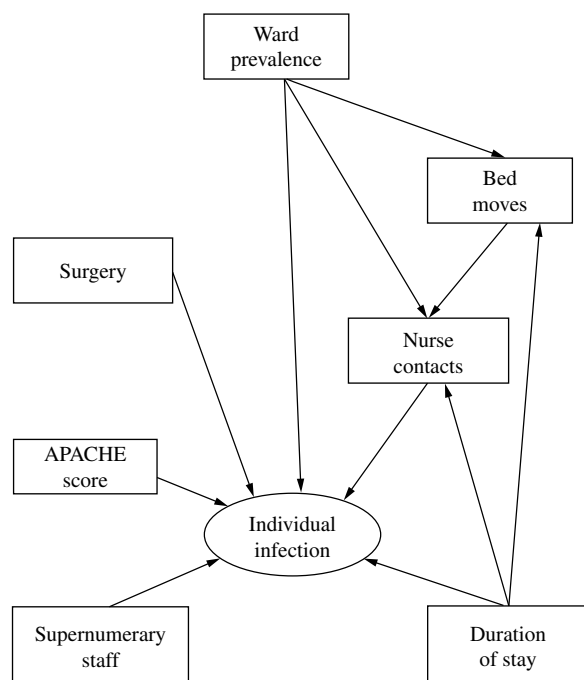 Ward
prevalence
Bed
moves
Surgery
Nurse
contacts
APACHE
score
Individual
infection
Supernumerary
staff
Duration
of stay